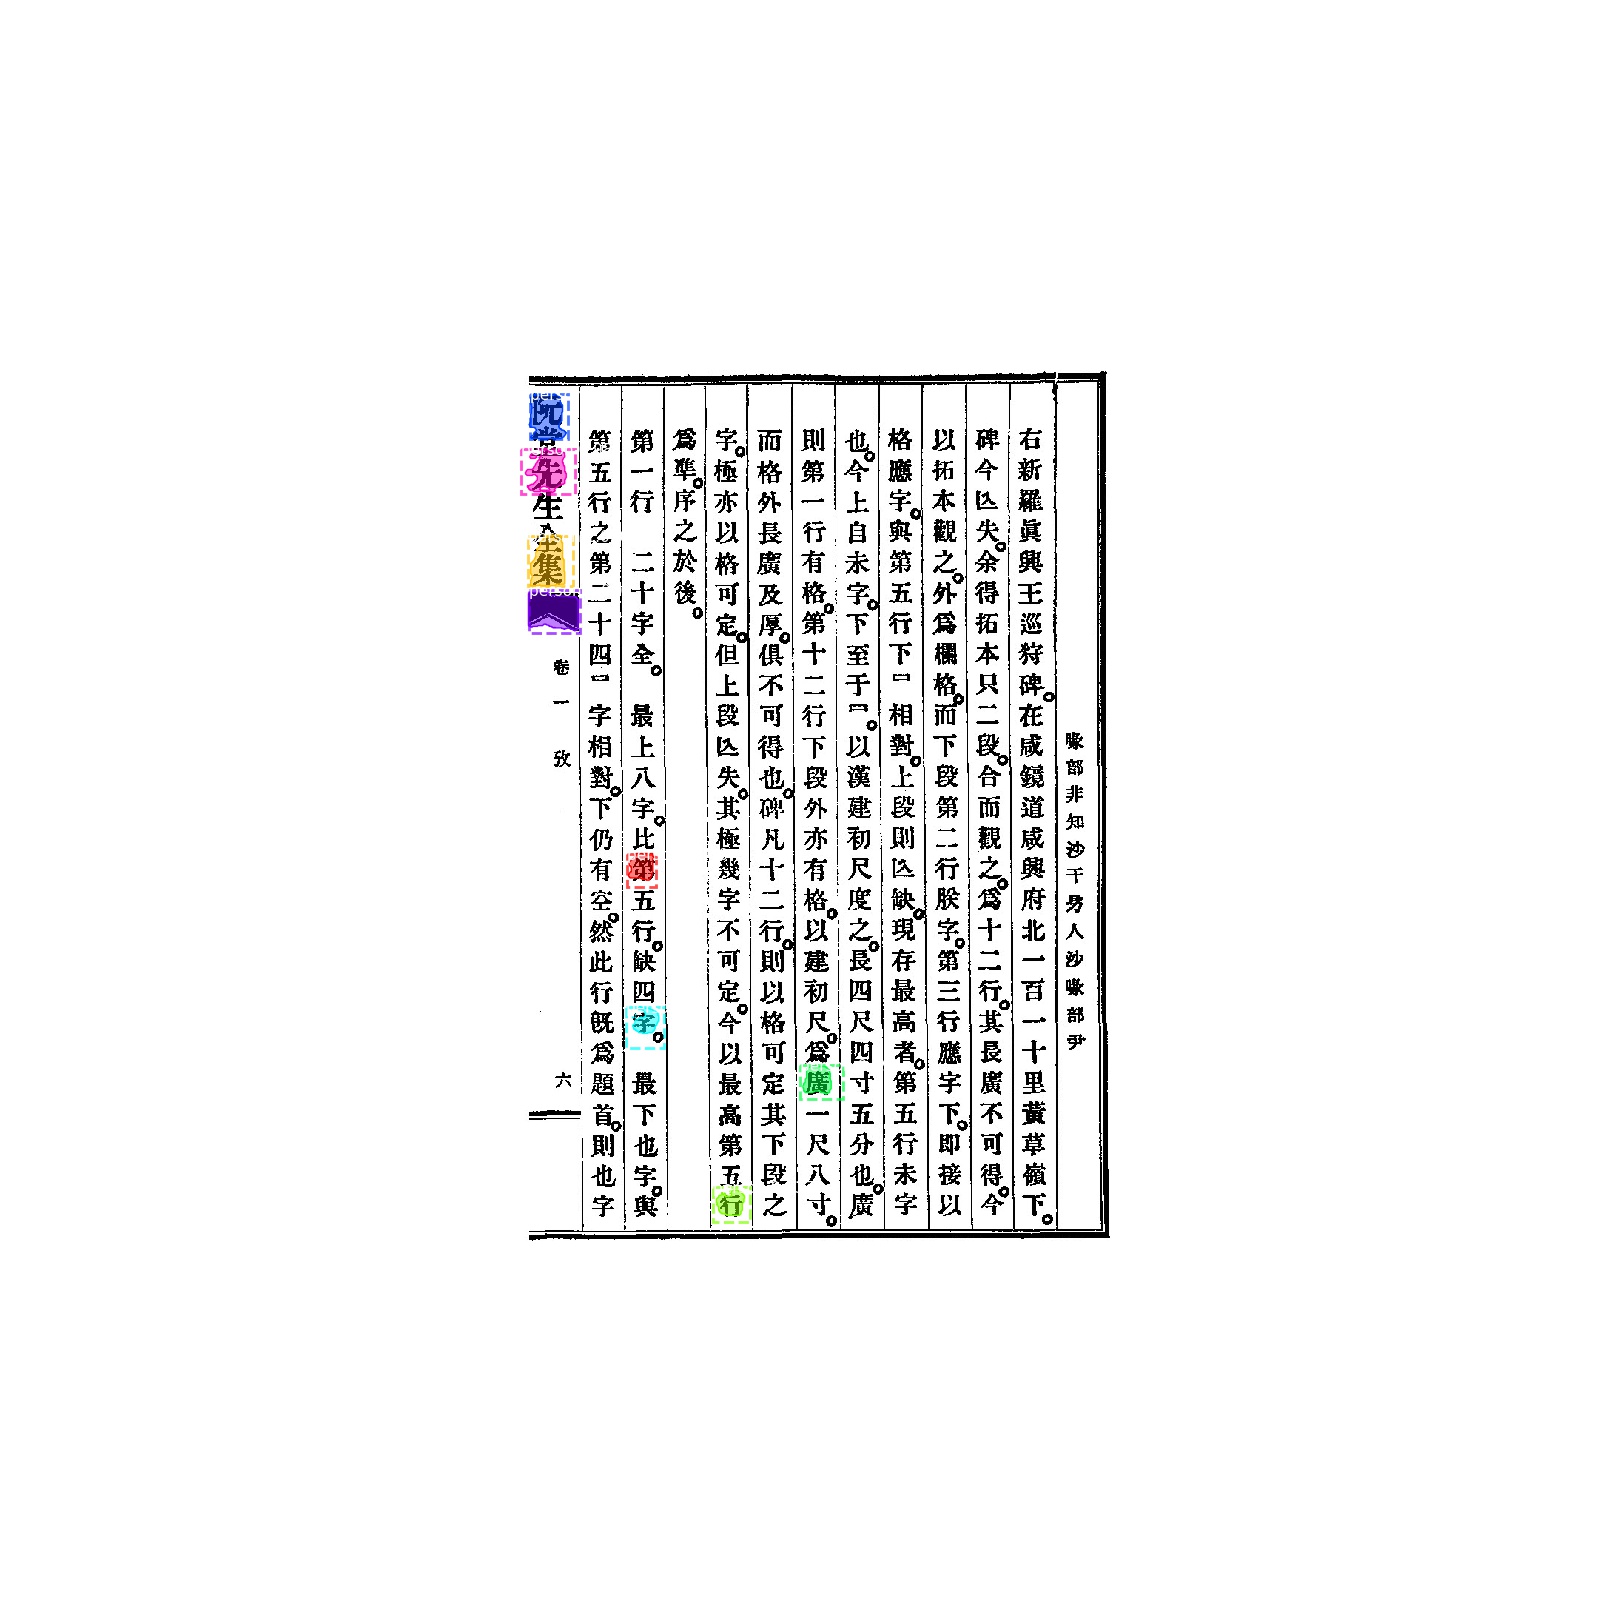 喙部非知沙干另人沙喙部尹
右新羅眞興王巡狩碑。在咸鏡道咸興府北一百一十里黃草嶺下。
碑今亾失。余得拓本只二段。合而觀之。爲十二行。其長廣不可得。今
以拓本觀之。外爲欄格。而下段第二行朕字。第三行應字下。即接以
格應字。與第五行下 相對。上段則亾缺。現存最高者。第五行未字
也。今上自未字。下至于 。以漢建初尺度之。長四尺四寸五分也。廣
則第一行有格。第十二行下段外亦有格。以建初尺。爲廣一尺八寸。
而格外長廣及厚。俱不可得也。碑凡十二行。則以格可定其下段之
字。極亦以格可定。但上段亾失。其極幾字不可定。今以最高第五行
爲準。序之於後。
第一行 二十字全。 最上八字。比第五行。缺四字。 最下也字。與
第五行之第二十四 字相對。下仍有空。然此行旣爲題首。則也字
阮堂先生全集
卷一 攷
六